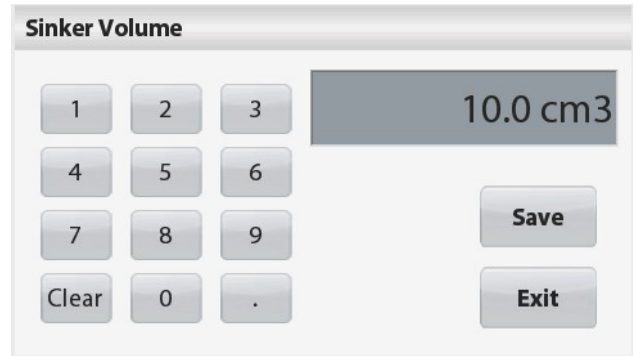 Sinker Volume
10.0 cm3
1 2 3
4 5 6
7 8 9
Clear 0 .
Save
Exit